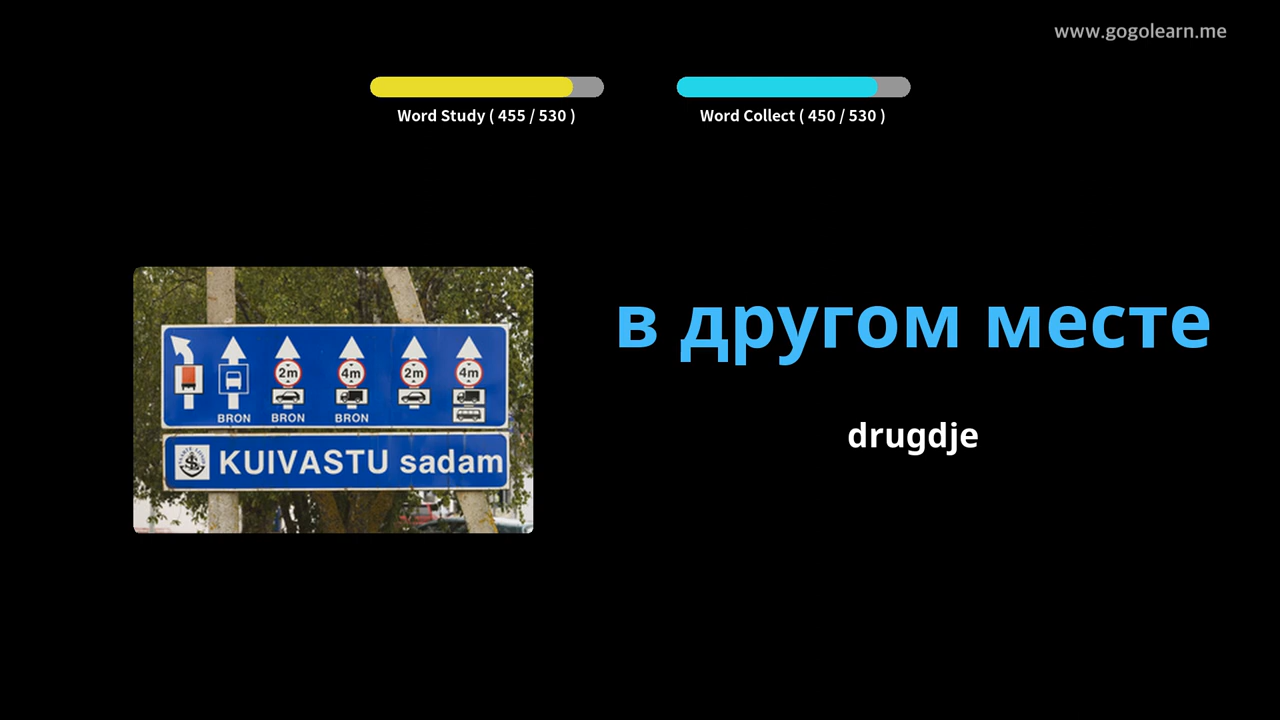 www.gogolearn.me
Word Study ( 455 / 530 )
Word Collect ( 450 / 530 )
в другом месте
drugdje
2m 4m 2m 4m
BRON BRON BRON
KUIVASTU sadam